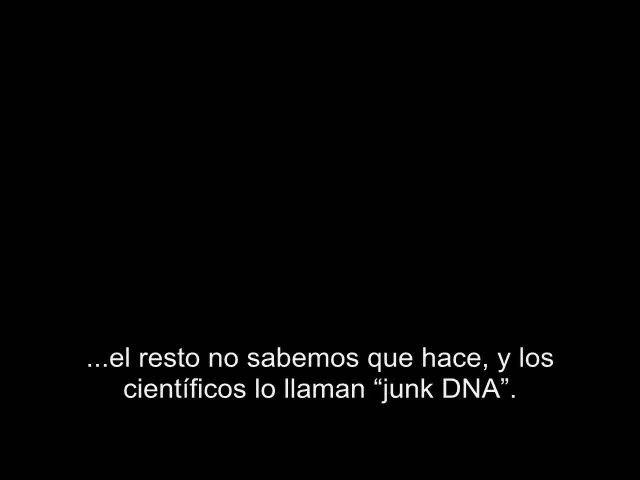 ...el resto no sabemos que hace, y los
científicos lo llaman “junk DNA”.